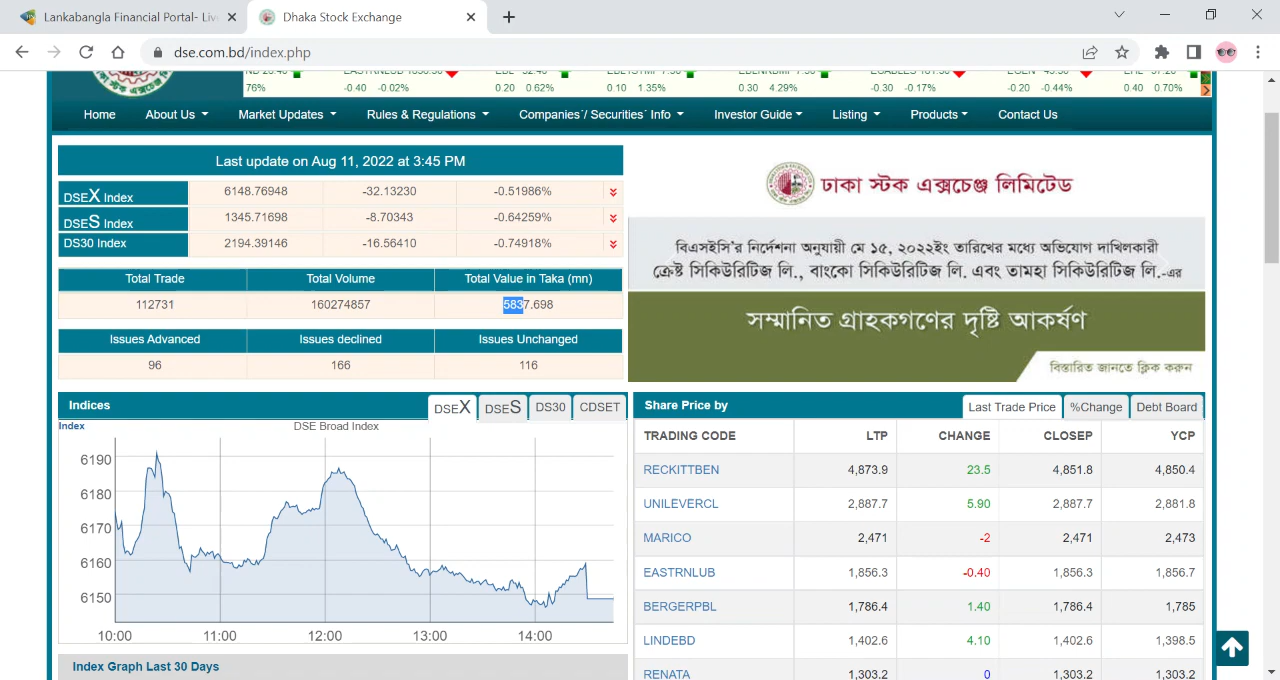 Lankabangla Financial Portal- Liv
Dhaka Stock Exchange
dse.com.bd/index.php
76% -0.40 -0.02% 0.20 0.62% 0.10 1.35% 0.30 4.29% -0.30 -0.17% -0.20 -0.44% 0.40 0.70%
Home About Us Market Updates Rules & Regulations Companies`/ Securities` Info Investor Guide Listing Products Contact Us
Last update on Aug 11, 2022 at 3:45 PM
DSEX Index 6148.76948 -32.13230 -0.51986%
DSES Index 1345.71698 -8.70343 -0.64259%
DS30 Index 2194.39146 -16.56410 -0.74918%
Total Trade Total Volume Total Value in Taka (mn)
112731 160274857 5837.698
Issues Advanced Issues declined Issues Unchanged
96 166 116
ঢাকা স্টক এক্সচেঞ্জ লিমিটেড
বিএসইসি'র নির্দেশনা অনুযায়ী মে ১৫, ২০২২ইং তারিখের মধ্যে অভিযোগ দাখিলকারী
ক্রেষ্ট সিকিউরিটিজ লি., বাংকো সিকিউরিটিজ লি. এবং তামহা সিকিউরিটিজ লি.-এর
সম্মানিত গ্রাহকগণের দৃষ্টি আকর্ষণ
বিস্তারিত জানতে ক্লিক করুন
Indices DSEX DSES DS30 CDSET
Index DSE Broad Index
6190
6180
6170
6160
6150
10:00 11:00 12:00 13:00 14:00
Index Graph Last 30 Days
Share Price by Last Trade Price %Change Debt Board
TRADING CODE LTP CHANGE CLOSEP YCP
RECKITTBEN 4,873.9 23.5 4,851.8 4,850.4
UNILEVERCL 2,887.7 5.90 2,887.7 2,881.8
MARICO 2,471 -2 2,471 2,473
EASTRNLUB 1,856.3 -0.40 1,856.3 1,856.7
BERGERPBL 1,786.4 1.40 1,786.4 1,785
LINDEBD 1,402.6 4.10 1,402.6 1,398.5
RENATA 1,303.2 0 1,303.2 1,303.2